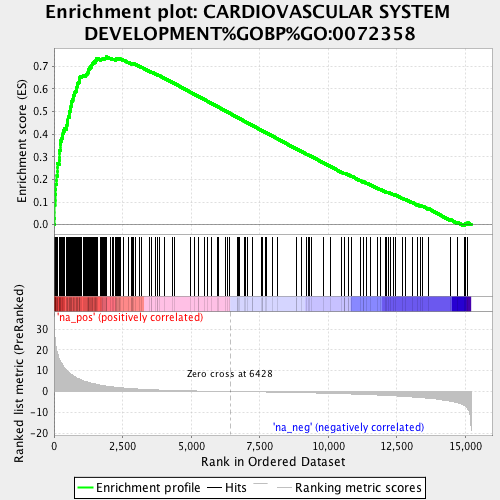 Enrichment plot: CARDIOVASCULAR SYSTEM
DEVELOPMENT%GOBP%GO:0072358
Enrichment score (ES)
0.7
0.6
0.5
0.4
0.3
0.2
0.1
0.0
Ranked list metric (PreRanked)
'na_pos' (positively correlated)
30
20
10
0
-10
-20
Zero cross at 6428
'na_neg' (negatively correlated)
0
2,500
5,000
7,500
10,000
12,500
15,000
Rank in Ordered Dataset
Enrichment profile
Hits
Ranking metric scores